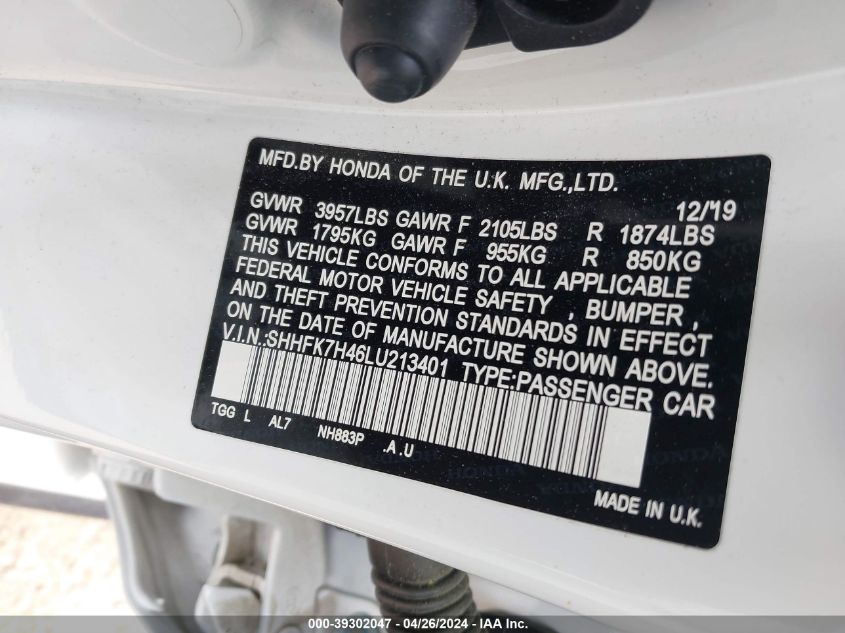 MFD.BY HONDA OF THE U.K. MFG.,LTD.
12/'19
GVWR 3957LBS GAWR F 2105LBS R 1874LBS
GVWR 1795KG GAWR F 955KG R 850KG
THIS VEHICLE CONFORMS TO ALL APPLICABLE
FEDERAL MOTOR VEHICLE SAFETY , BUMPER ,
AND THEFT PREVENTION STANDARDS IN EFFECT
ON THE DATE OF MANUFACTURE SHOWN ABOVE.
V.I.N.:SHHFK7H46LU213401 TYPE:PASSENGER CAR
TGG L AL7 NH883P .A.U
MADE IN U.K.
000-39302047 - 04/26/2024 - IAAI.COM